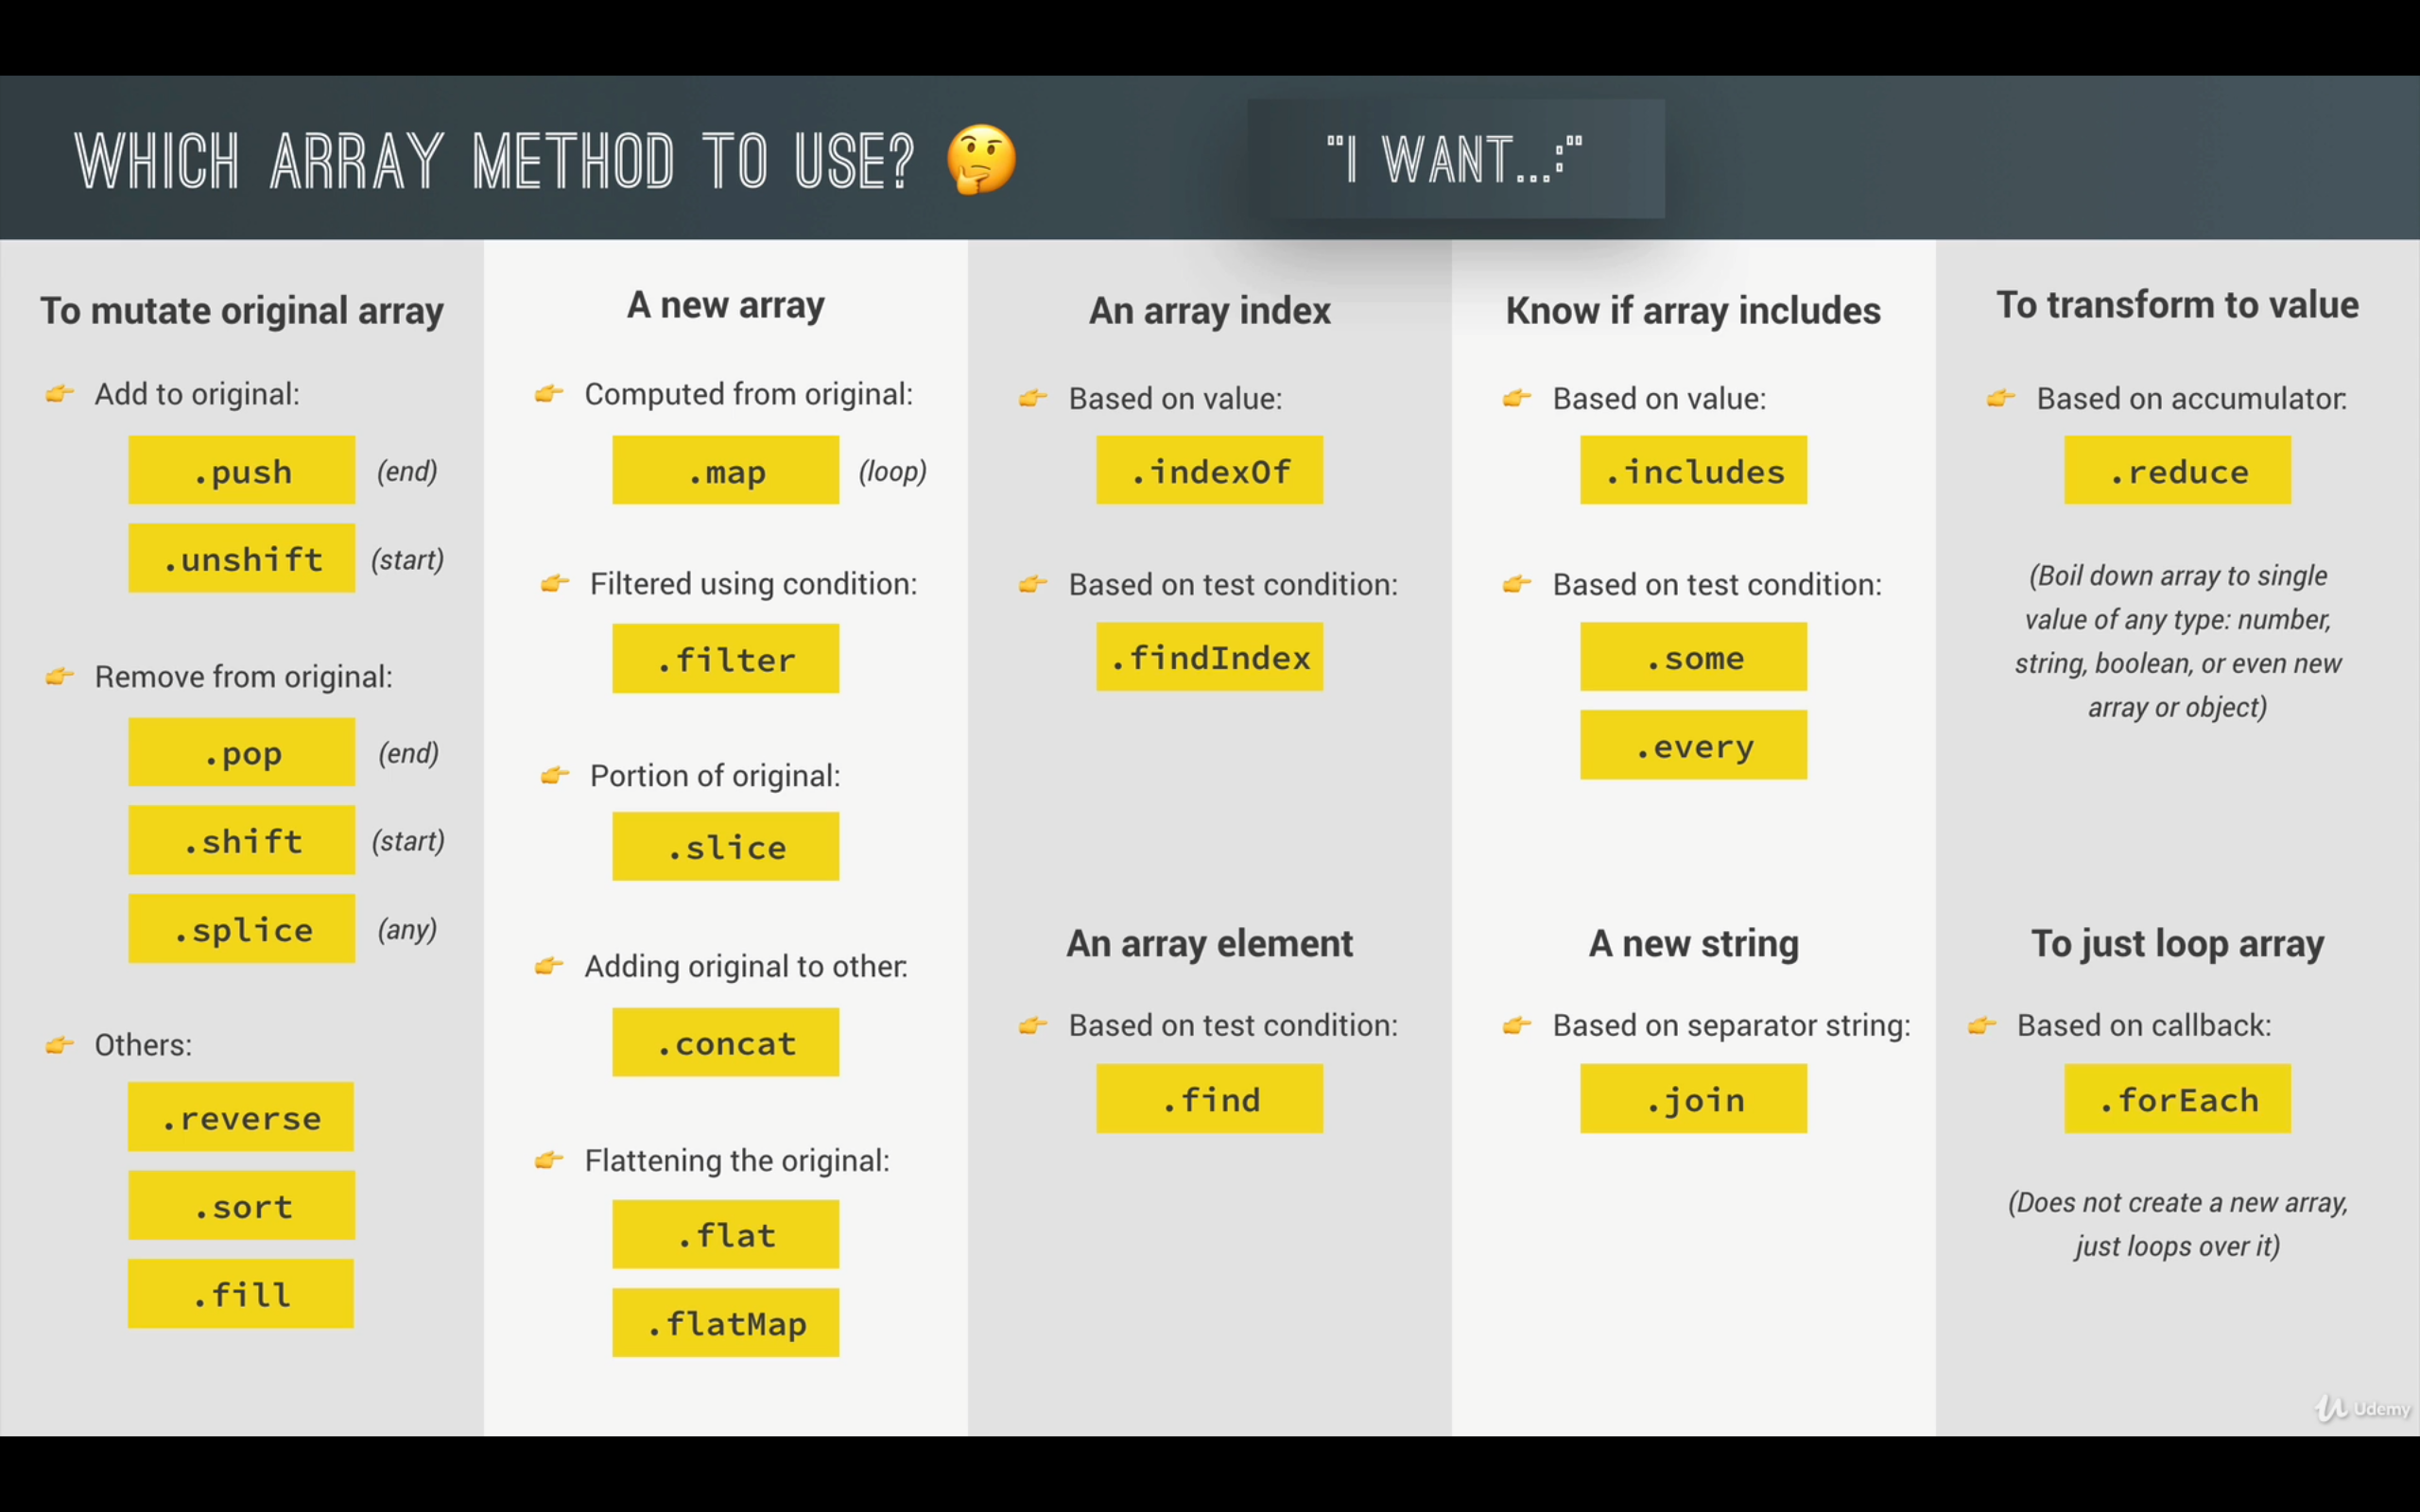 WHICH ARRAY METHOD TO USE? 🤔
"I WANT...:"
To mutate original array
👉 Add to original:
.push (end)
.unshift (start)
👉 Remove from original:
.pop (end)
.shift (start)
.splice (any)
👉 Others:
.reverse
.sort
.fill
A new array
👉 Computed from original:
.map (loop)
👉 Filtered using condition:
.filter
👉 Portion of original:
.slice
👉 Adding original to other:
.concat
👉 Flattening the original:
.flat
.flatMap
An array index
👉 Based on value:
.indexOf
👉 Based on test condition:
.findIndex
An array element
👉 Based on test condition:
.find
Know if array includes
👉 Based on value:
.includes
👉 Based on test condition:
.some
.every
A new string
👉 Based on separator string:
.join
To transform to value
👉 Based on accumulator:
.reduce
(Boil down array to single
value of any type: number,
string, boolean, or even new
array or object)
To just loop array
👉 Based on callback:
.forEach
(Does not create a new array,
just loops over it)
Udemy